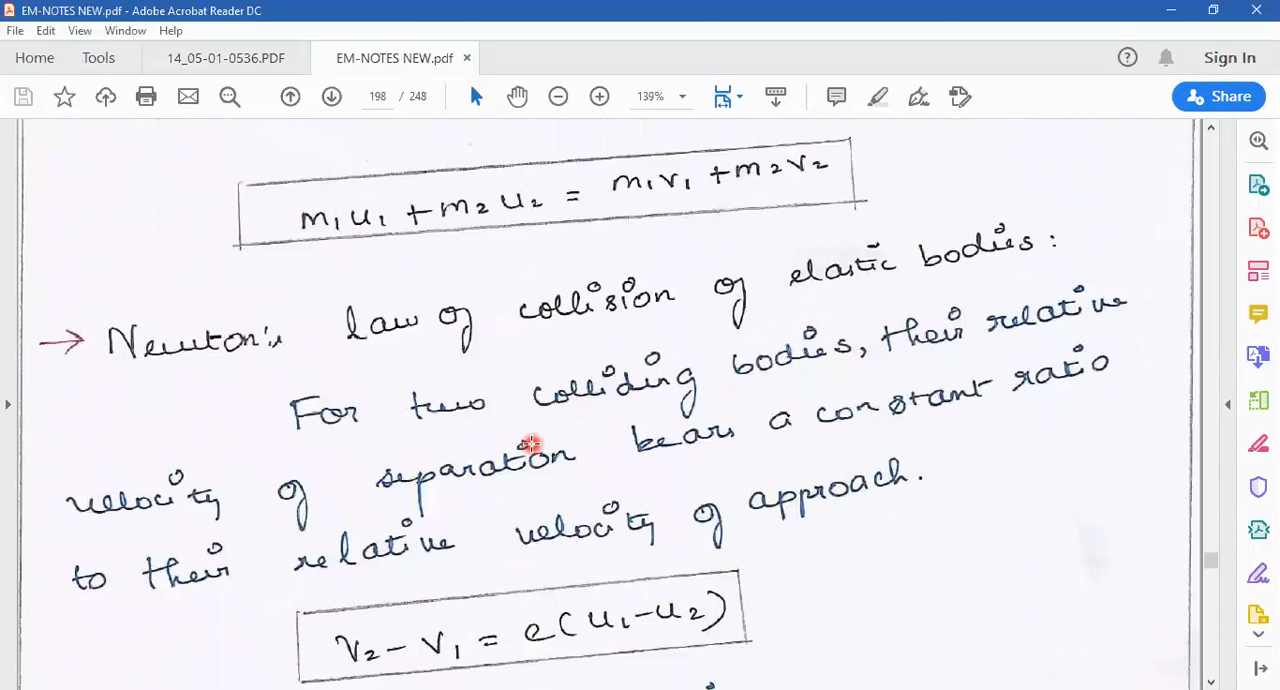 EM-NOTES NEW.pdf - Adobe Acrobat Reader DC
File Edit View Window Help
Home Tools 14_05-01-0536.PDF EM-NOTES NEW.pdf × Sign In
198 / 248 139% Share
m1u1 + m2u2 = m1v1 + m2v2
→ Newton's law of collision of elastic bodies:
For two colliding bodies, their relative
velocity of separation bears a constant ratio
to their relative velocity of approach.
v2 - v1 = e(u1 - u2)